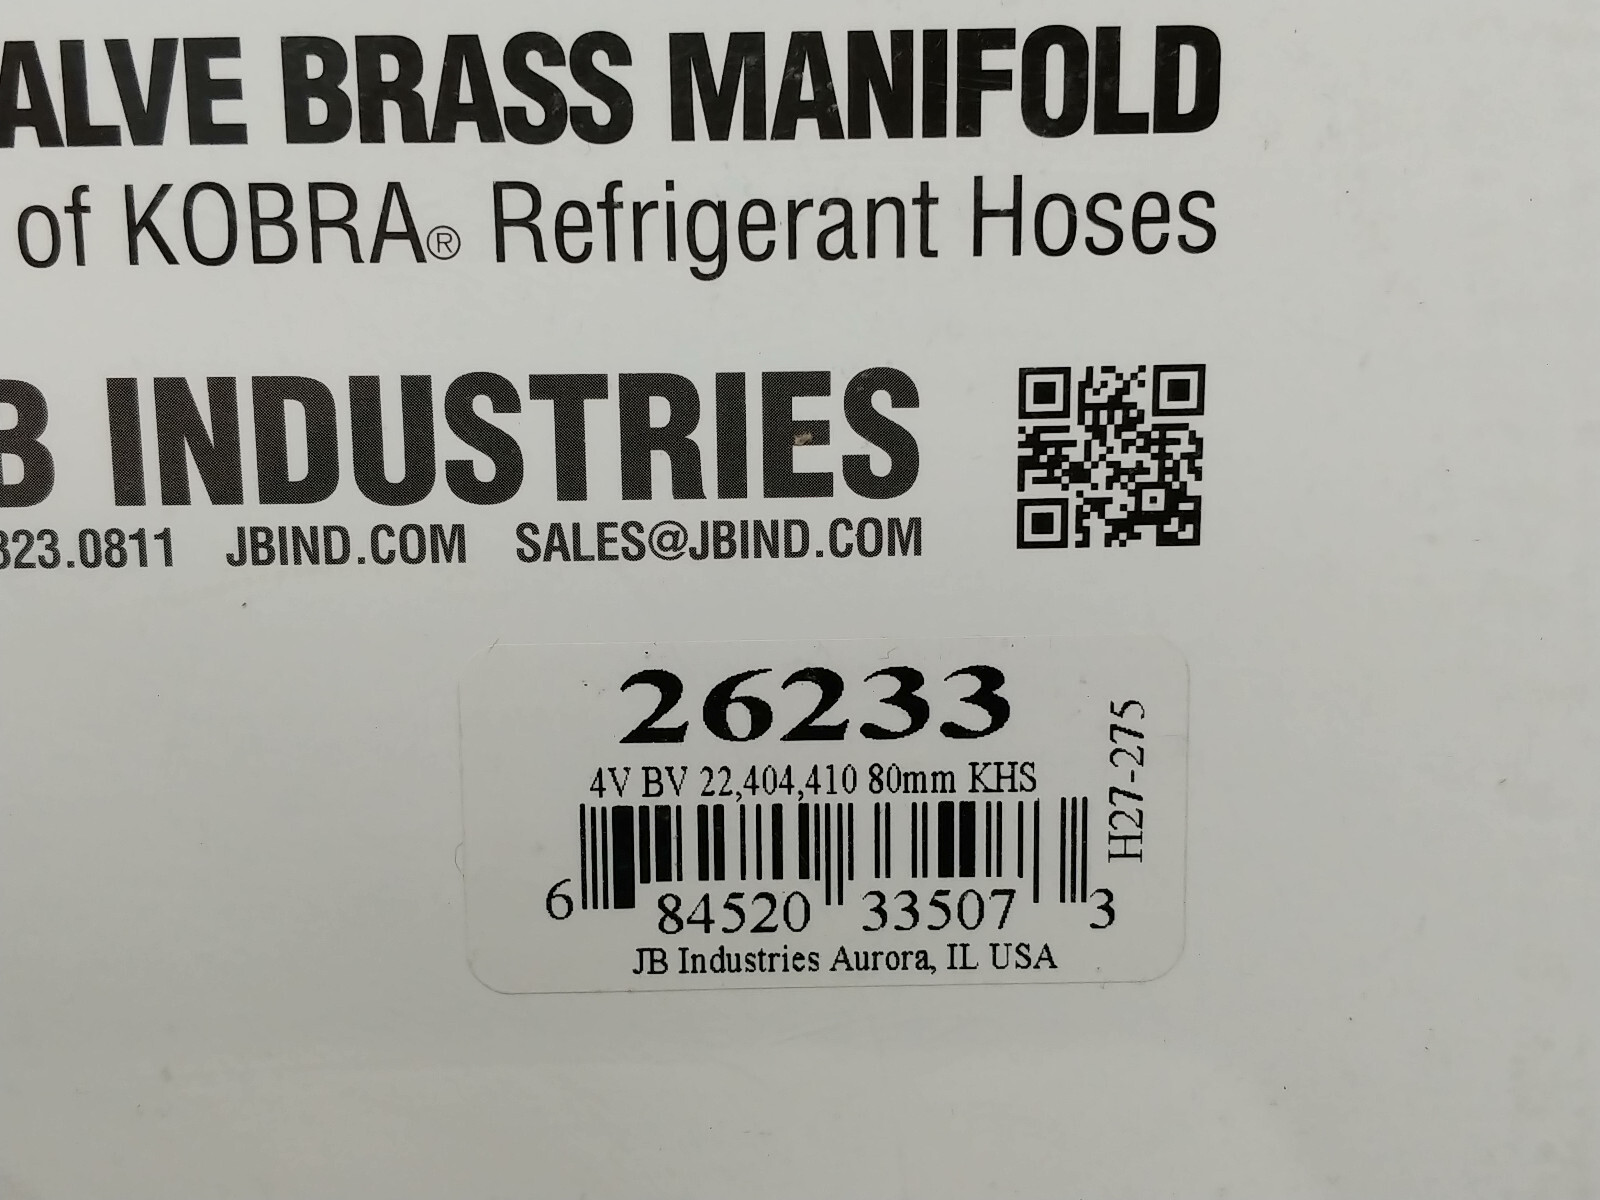 ALVE BRASS MANIFOLD
of KOBRA® Refrigerant Hoses
B INDUSTRIES
323.0811 JBIND.COM SALES@JBIND.COM
26233
4V BV 22,404,410 80mm KHS
H27-275
6 84520 33507 3
JB Industries Aurora, IL USA